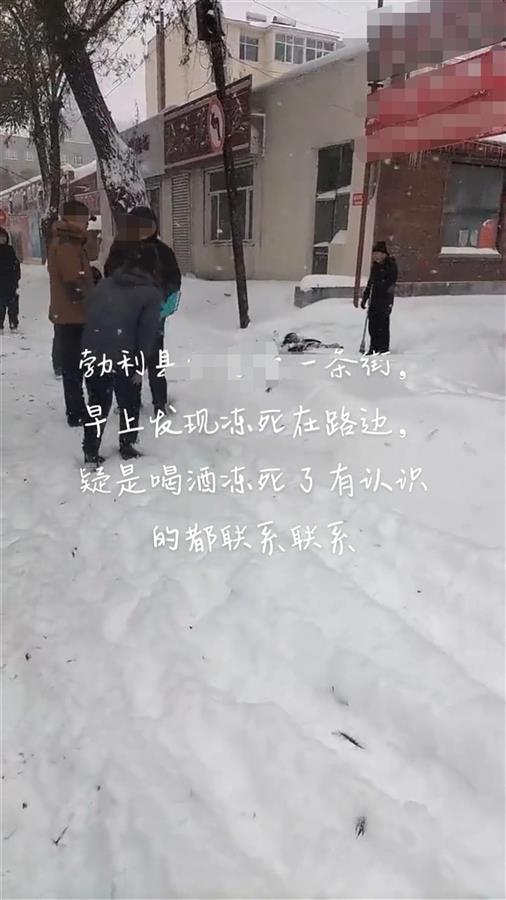 勃利县 一条街，
早上发现冻死在路边，
疑是喝酒冻死了有认识
的都联系联系